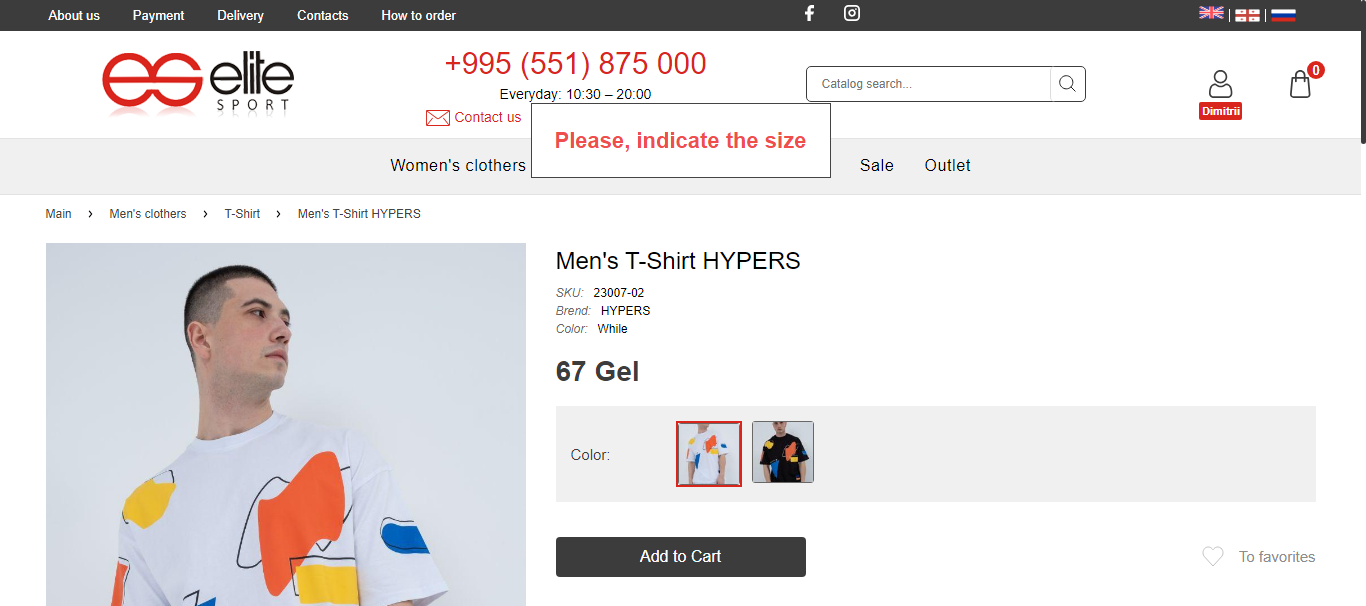 About us Payment Delivery Contacts How to order
| |
elite
SPORT
+995 (551) 875 000
Everyday: 10:30 – 20:00
Contact us
Catalog search...
0
Dimitrii
Please, indicate the size
Women's clothers Sale Outlet
Main › Men's clothers › T-Shirt › Men's T-Shirt HYPERS
Men's T-Shirt HYPERS
SKU: 23007-02
Brend: HYPERS
Color: While
67 Gel
Color:
Add to Cart
To favorites